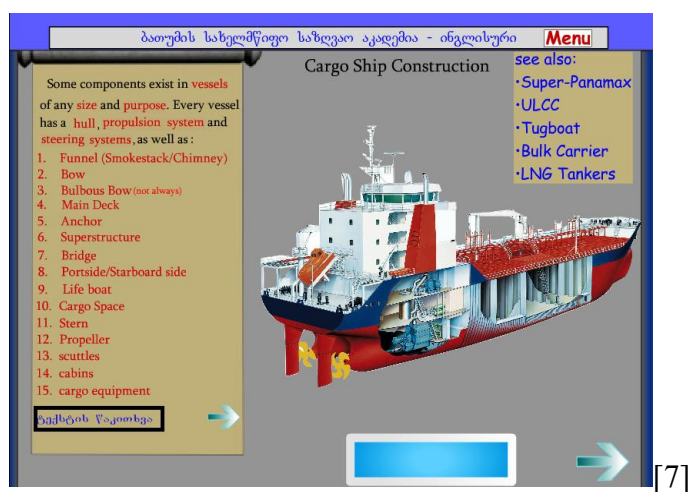 ბათუმის სახელმწიფო საზღვაო აკადემია - ინგლისური
Menu
Some components exist in vessels
of any size and purpose. Every vessel
has a hull, propulsion system and
steering systems, as well as :
1. Funnel (Smokestack/Chimney)
2. Bow
3. Bulbous Bow (not always)
4. Main Deck
5. Anchor
6. Superstructure
7. Bridge
8. Portside/Starboard side
9. Life boat
10. Cargo Space
11. Stern
12. Propeller
13. scuttles
14. cabins
15. cargo equipment
ტექსტის წაკითხვა
Cargo Ship Construction
see also:
·Super-Panamax
·ULCC
·Tugboat
·Bulk Carrier
·LNG Tankers
[7]